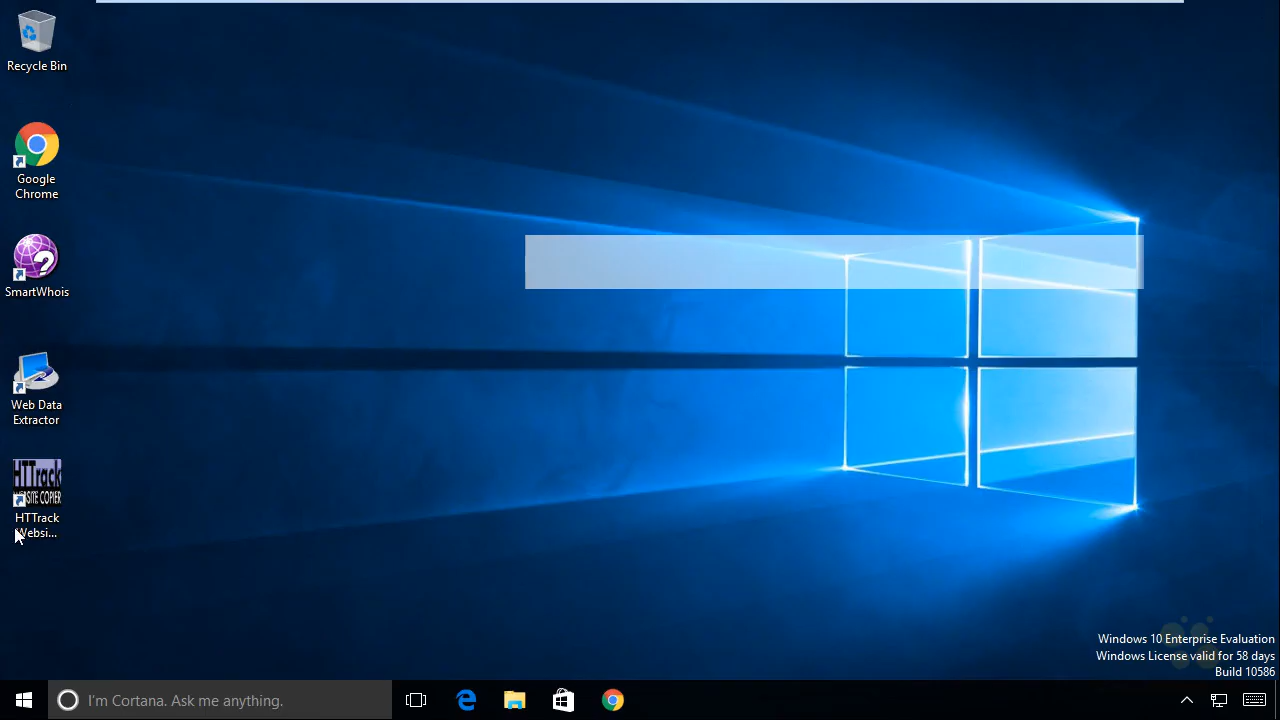 Recycle Bin
Google
Chrome
SmartWhois
Web Data
Extractor
HTTrack
WEBSITE COPIER
HTTrack
Websi...
Windows 10 Enterprise Evaluation
Windows License valid for 58 days
Build 10586
I'm Cortana. Ask me anything.